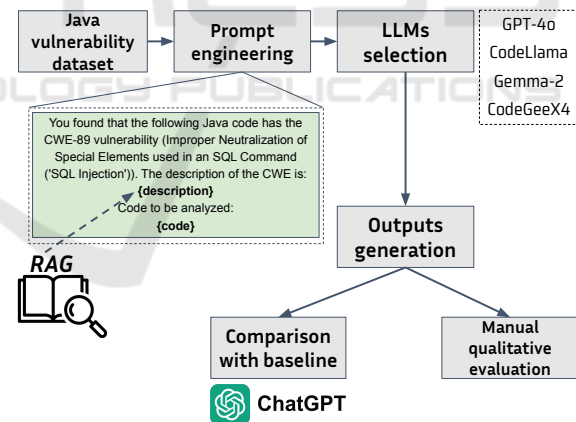 Java
vulnerability
dataset
Prompt
engineering
LLMs
selection
GPT-4o
CodeLlama
Gemma-2
CodeGeeX4
OLOGY PUBLICATIONS
You found that the following Java code has the
CWE-89 vulnerability (Improper Neutralization of
Special Elements used in an SQL Command
('SQL Injection')). The description of the CWE is:
{description}
Code to be analyzed:
{code}
RAG
Outputs
generation
Comparison
with baseline
Manual
qualitative
evaluation
ChatGPT